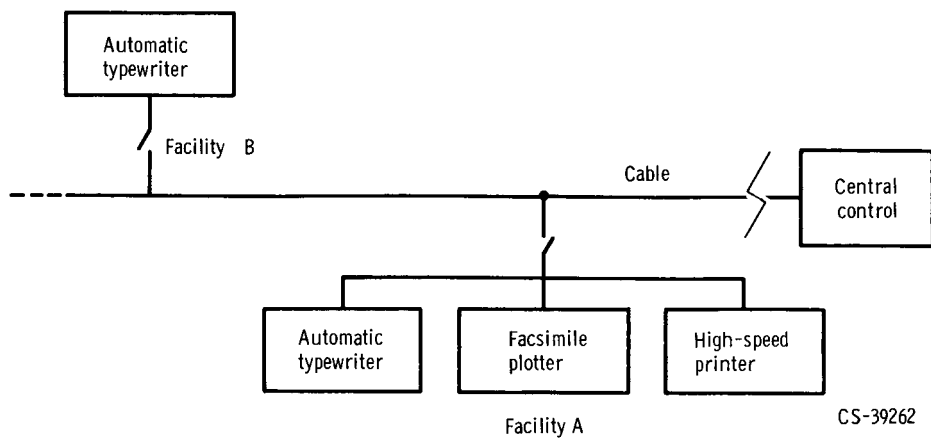 Automatic
typewriter
Facility B
Cable
Central
control
Automatic
typewriter
Facsimile
plotter
High-speed
printer
Facility A
CS-39262